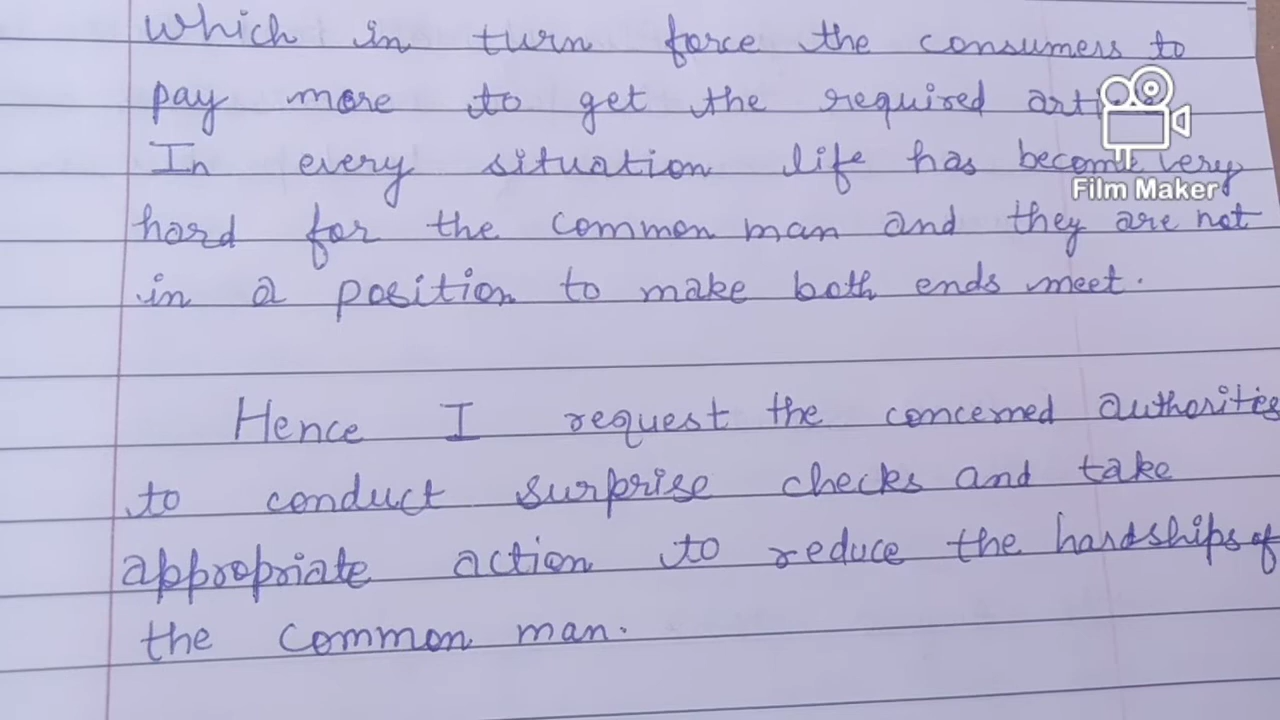 which in turn force the consumers to
pay more to get the required
In every situation life has become very
hard for the common man and they are not
in a position to make both ends meet.
Hence I request the concerned authorities
to conduct surprise checks and take
appropriate action to reduce the hardships of
the common man.
Film Maker